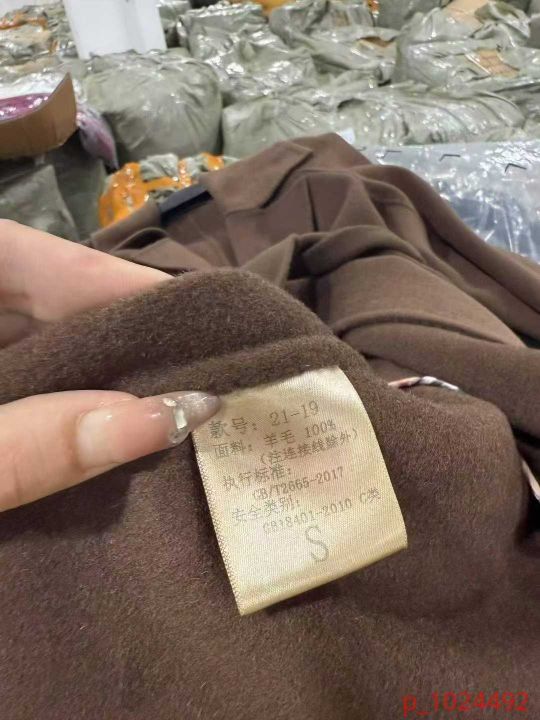 款号: 21-19
面料: 羊毛 100%
(注连接线除外)
执行标准:
GB/T2665-2017
安全类别:
GB18401-2010 C类
S
p_1024492